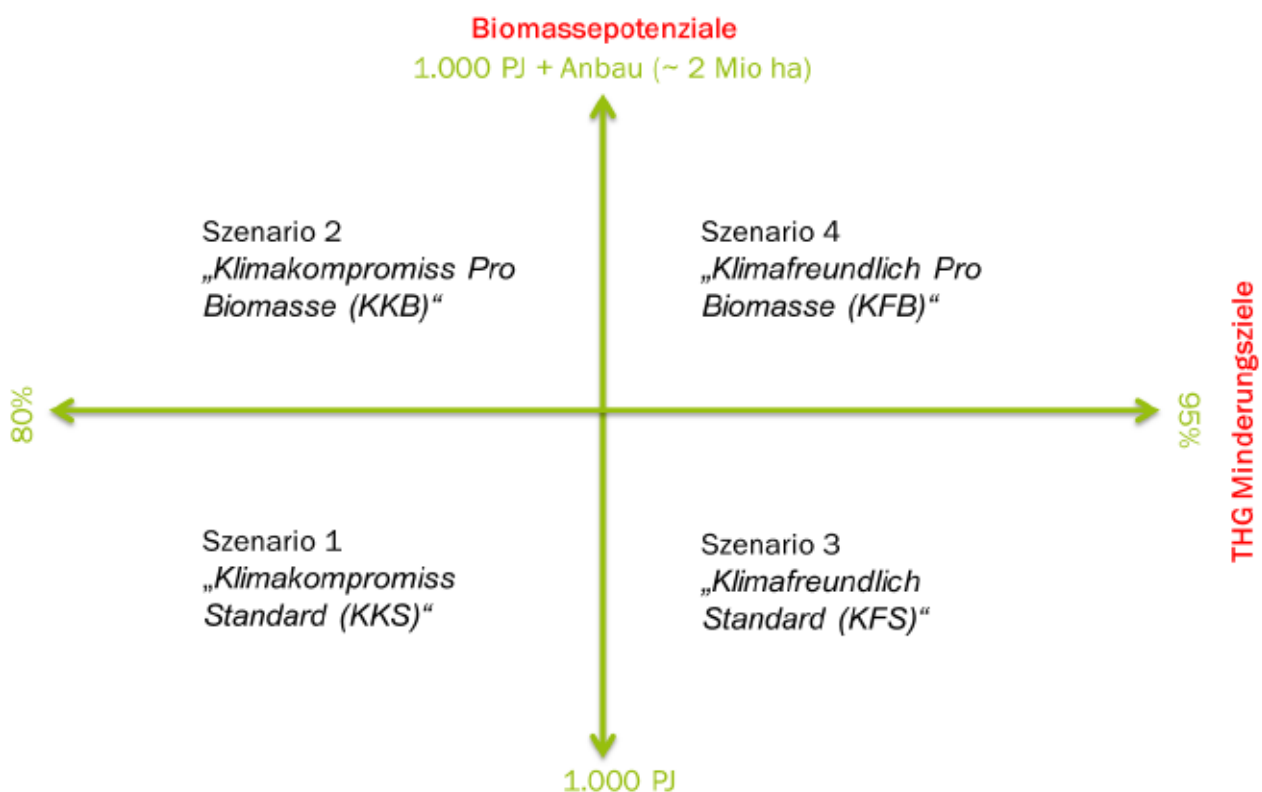 Biomassepotenziale
1.000 PJ + Anbau (~ 2 Mio ha)
Szenario 2
„Klimakompromiss Pro
Biomasse (KKB)“
Szenario 4
„Klimafreundlich Pro
Biomasse (KFB)“
80%
95%
THG Minderungsziele
Szenario 1
„Klimakompromiss
Standard (KKS)“
Szenario 3
„Klimafreundlich
Standard (KFS)“
1.000 PJ